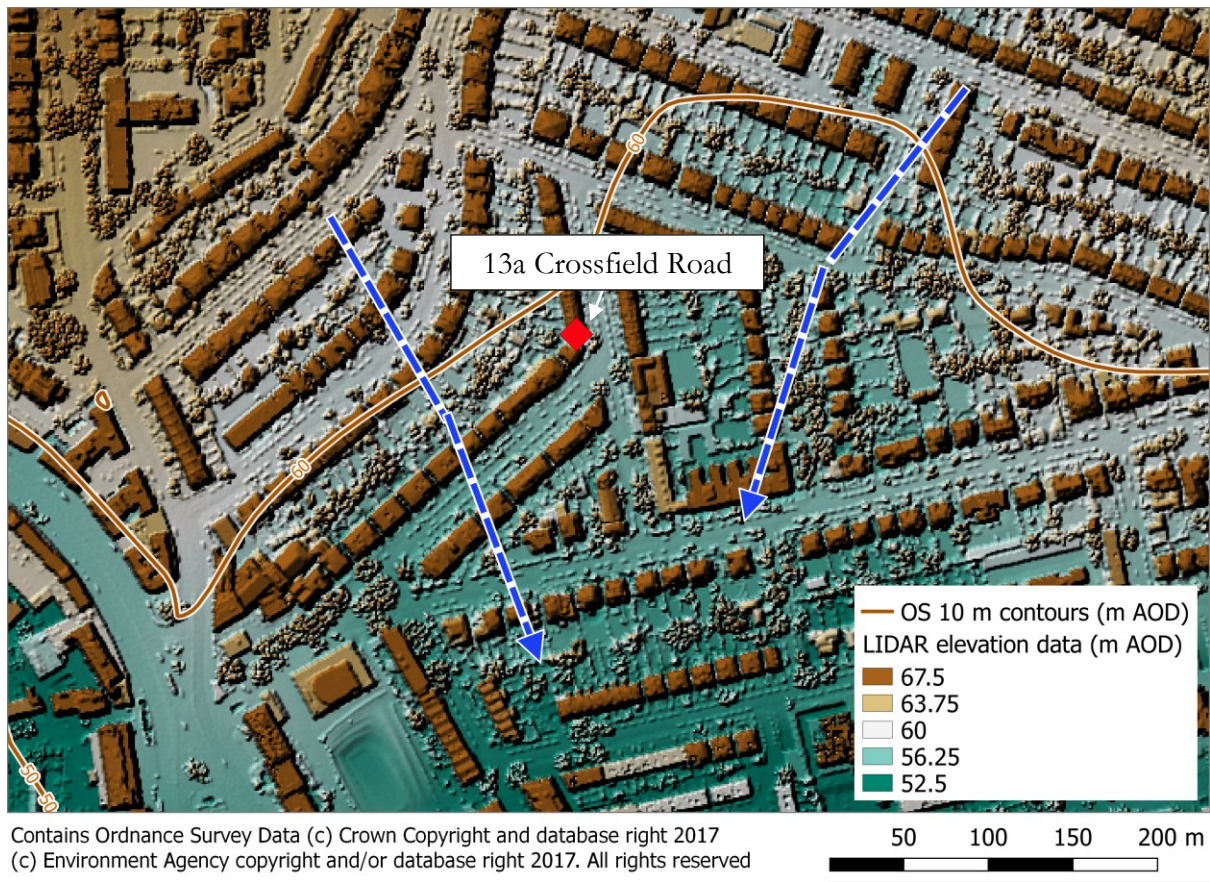 60
13a Crossfield Road
60
50
50
OS 10 m contours (m AOD)
LIDAR elevation data (m AOD)
67.5
63.75
60
56.25
52.5
Contains Ordnance Survey Data (c) Crown Copyright and database right 2017
(c) Environment Agency copyright and/or database right 2017. All rights reserved
50 100 150 200 m